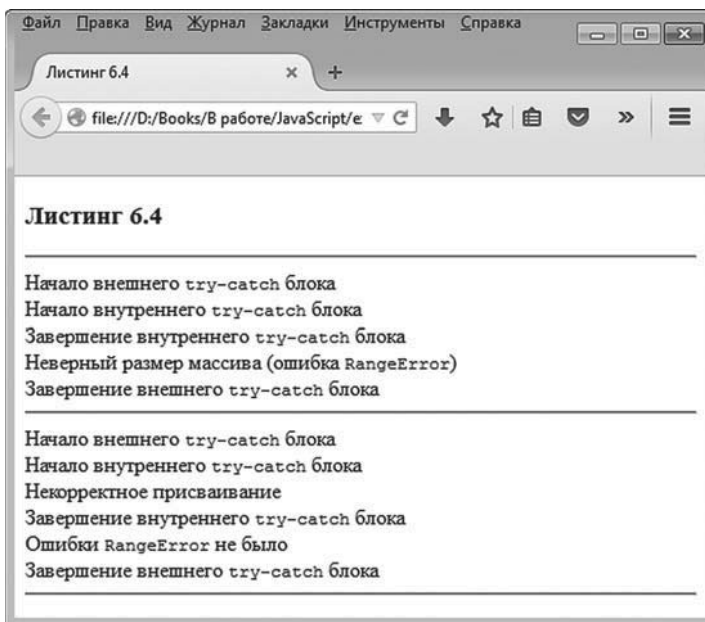 Файл Правка Вид Журнал Закладки Инструменты Справка
Листинг 6.4
file:///D:/Books/В работе/JavaScript/е
Листинг 6.4
Начало внешнего try-catch блока
Начало внутреннего try-catch блока
Завершение внутреннего try-catch блока
Неверный размер массива (ошибка RangeError)
Завершение внешнего try-catch блока
Начало внешнего try-catch блока
Начало внутреннего try-catch блока
Некорректное присваивание
Завершение внутреннего try-catch блока
Ошибки RangeError не было
Завершение внешнего try-catch блока